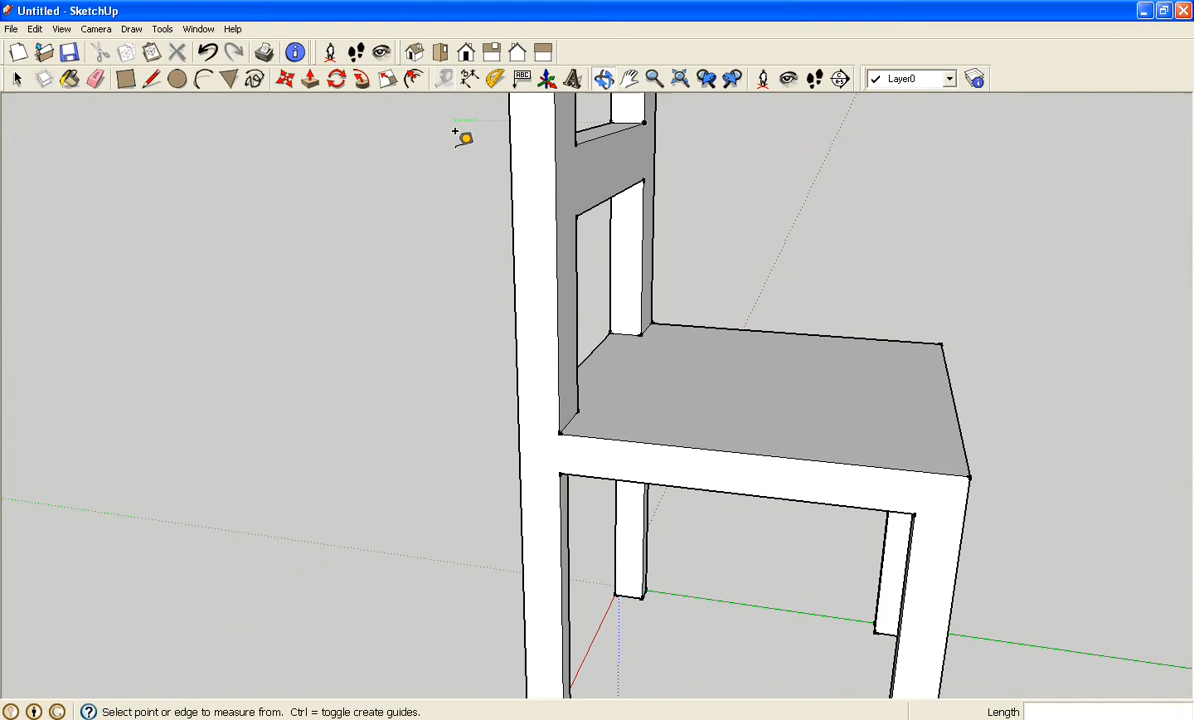 Untitled - SketchUp
File Edit View Camera Draw Tools Window Help
ABC
Layer0
Select point or edge to measure from. Ctrl = toggle create guides.
Length